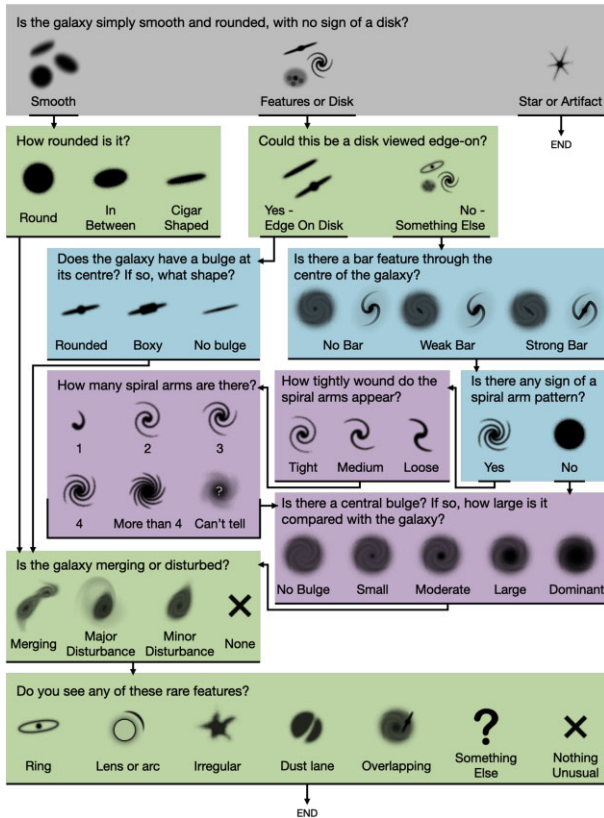 Is the galaxy simply smooth and rounded, with no sign of a disk?
Smooth
Features or Disk
Star or Artifact
END
How rounded is it?
Round
In
Between
Cigar
Shaped
Could this be a disk viewed edge-on?
Yes -
Edge On Disk
No -
Something Else
Does the galaxy have a bulge at
its centre? If so, what shape?
Rounded
Boxy
No bulge
Is there a bar feature through the
centre of the galaxy?
No Bar
Weak Bar
Strong Bar
How many spiral arms are there?
1
2
3
4
More than 4
?
Can't tell
How tightly wound do the
spiral arms appear?
Tight
Medium
Loose
Is there any sign of a
spiral arm pattern?
Yes
No
Is there a central bulge? If so, how large is it
compared with the galaxy?
No Bulge
Small
Moderate
Large
Dominant
Is the galaxy merging or disturbed?
Merging
Major
Disturbance
Minor
Disturbance
None
Do you see any of these rare features?
Ring
Lens or arc
Irregular
Dust lane
Overlapping
?
Something
Else
Nothing
Unusual
END